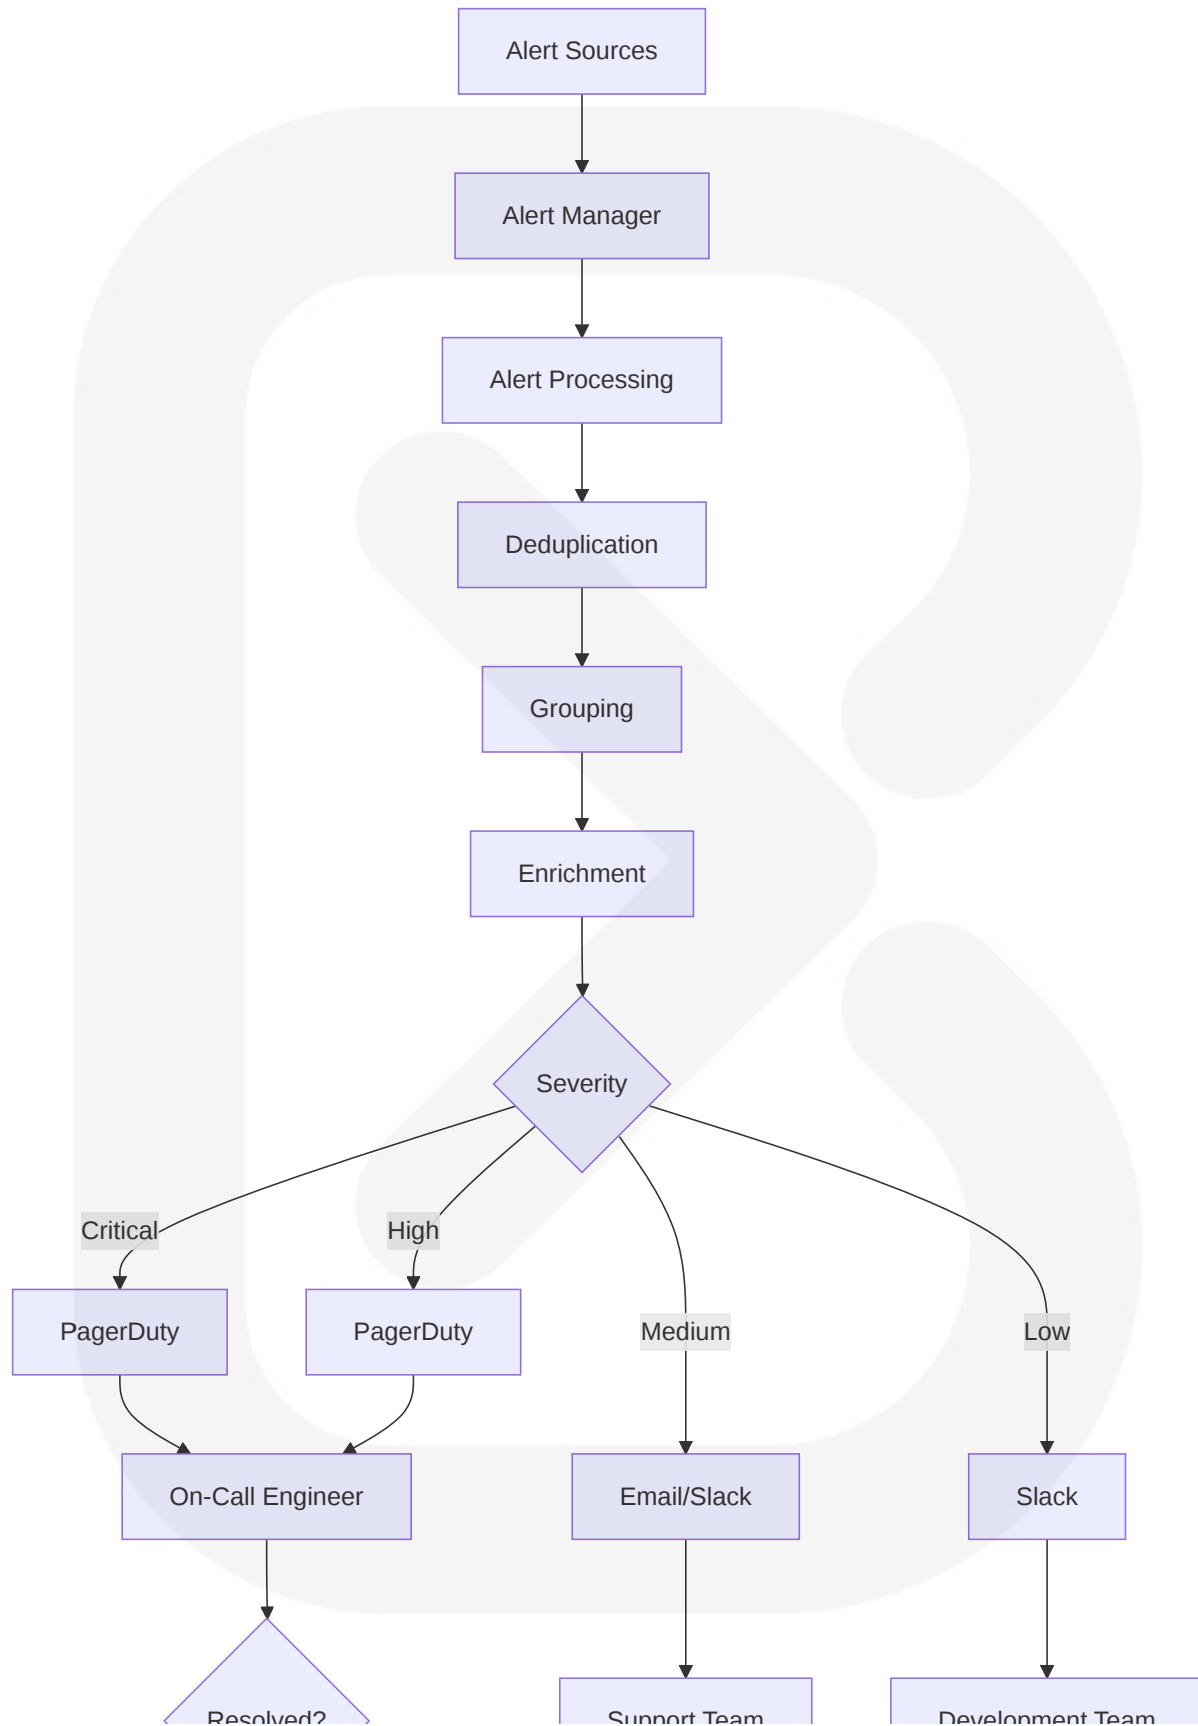 Alert Sources
Alert Manager
Alert Processing
Deduplication
Grouping
Enrichment
Severity
Critical
High
PagerDuty
PagerDuty
Medium
Low
On-Call Engineer
Email/Slack
Slack
Resolved?
Support Team
Development Team